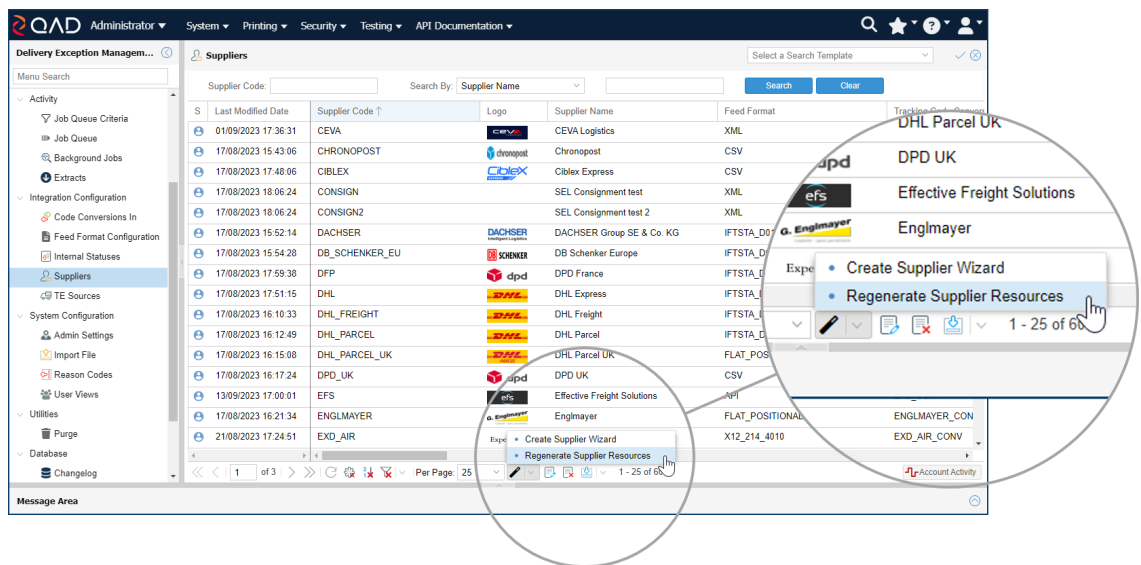 QAD Administrator System Printing Security Testing API Documentation
Delivery Exception Managem... Suppliers Select a Search Template
Menu Search
Supplier Code: Search By: Supplier Name Search Clear
Activity
Job Queue Criteria
Job Queue
Background Jobs
Extracts
Integration Configuration
Code Conversions In
Feed Format Configuration
Internal Statuses
Suppliers
TE Sources
System Configuration
Admin Settings
Import File
Reason Codes
User Views
Utilities
Purge
Database
Changelog
S Last Modified Date Supplier Code Logo Supplier Name Feed Format
01/09/2023 17:36:31 CEVA CEVA CEVA Logistics XML
17/08/2023 15:43:06 CHRONOPOST chronopost Chronopost CSV
17/08/2023 17:48:06 CIBLEX CibleX EXPRESS Ciblex Express CSV
17/08/2023 18:06:24 CONSIGN SEL Consignment test XML
17/08/2023 18:06:24 CONSIGN2 SEL Consignment test 2 XML
17/08/2023 15:52:14 DACHSER DACHSER Intelligent Logistics DACHSER Group SE & Co. KG IFTSTA_D01
17/08/2023 15:54:28 DB_SCHENKER_EU DB SCHENKER DB Schenker Europe IFTSTA_D
17/08/2023 17:59:38 DFP dpd DPD France IFTSTA_D
17/08/2023 17:51:15 DHL DHL DHL Express
17/08/2023 16:10:33 DHL_FREIGHT DHL DHL Freight
17/08/2023 16:12:49 DHL_PARCEL DHL DHL Parcel IFTSTA_D
17/08/2023 16:15:08 DHL_PARCEL_UK DHL DHL Parcel UK FLAT_POS
17/08/2023 16:17:24 DPD_UK dpd DPD UK CSV
13/09/2023 17:00:01 EFS efs Effective Freight Solutions API
17/08/2023 16:21:34 ENGLMAYER G. Englmayer Englmayer FLAT_POSITIONAL ENGLMAYER_CON
21/08/2023 17:24:51 EXD_AIR Expe X12_214_4010 EXD_AIR_CONV
Create Supplier Wizard
Regenerate Supplier Resources
1 of 3 Per Page: 25 1 - 25 of 60 Account Activity
Message Area
DHL Parcel UK
dpd DPD UK
efs Effective Freight Solutions
G. Englmayer Englmayer
Expe Create Supplier Wizard
Regenerate Supplier Resources
1 - 25 of 60